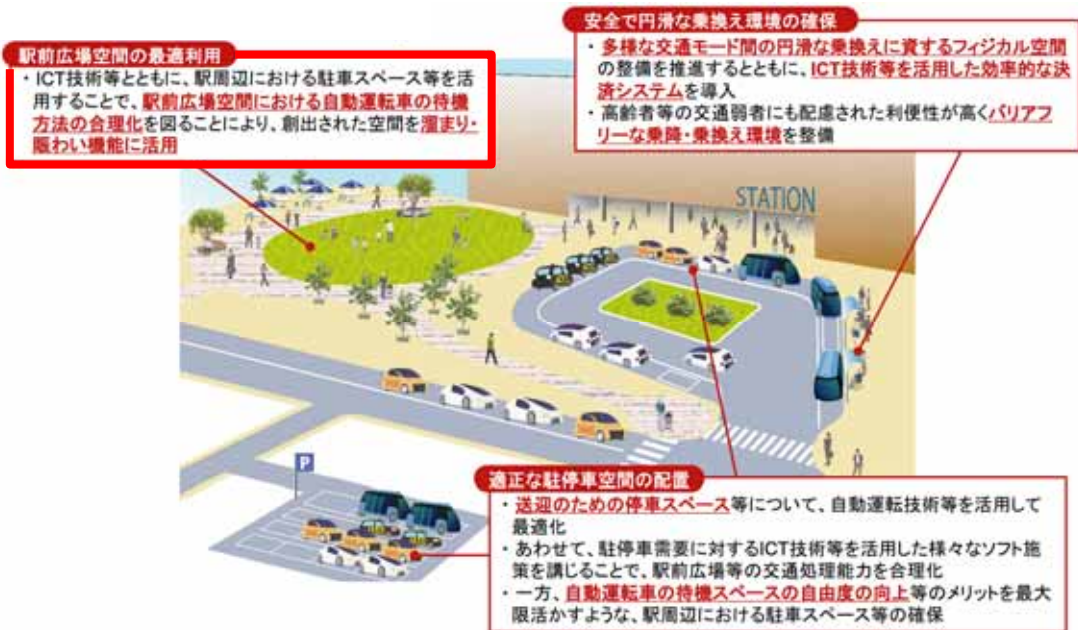 駅前広場空間の最適利用
・ICT技術等とともに、駅周辺における駐車スペース等を活
用することで、駅前広場空間における自動運転車の待機
方法の合理化を図ることにより、創出された空間を溜まり・
賑わい機能に活用
安全で円滑な乗換え環境の確保
・多様な交通モード間の円滑な乗換えに資するフィジカル空間
の整備を推進するとともに、ICT技術等を活用した効率的な決
済システムを導入
・高齢者等の交通弱者にも配慮された利便性が高くバリアフ
リーな乗降・乗換え環境を整備
STATION
P
適正な駐停車空間の配置
・送迎のための停車スペース等について、自動運転技術等を活用して
最適化
・あわせて、駐停車需要に対するICT技術等を活用した様々なソフト施
策を講じることで、駅前広場等の交通処理能力を合理化
・一方、自動運転車の待機スペースの自由度の向上等のメリットを最大
限活かすような、駅周辺における駐車スペース等の確保